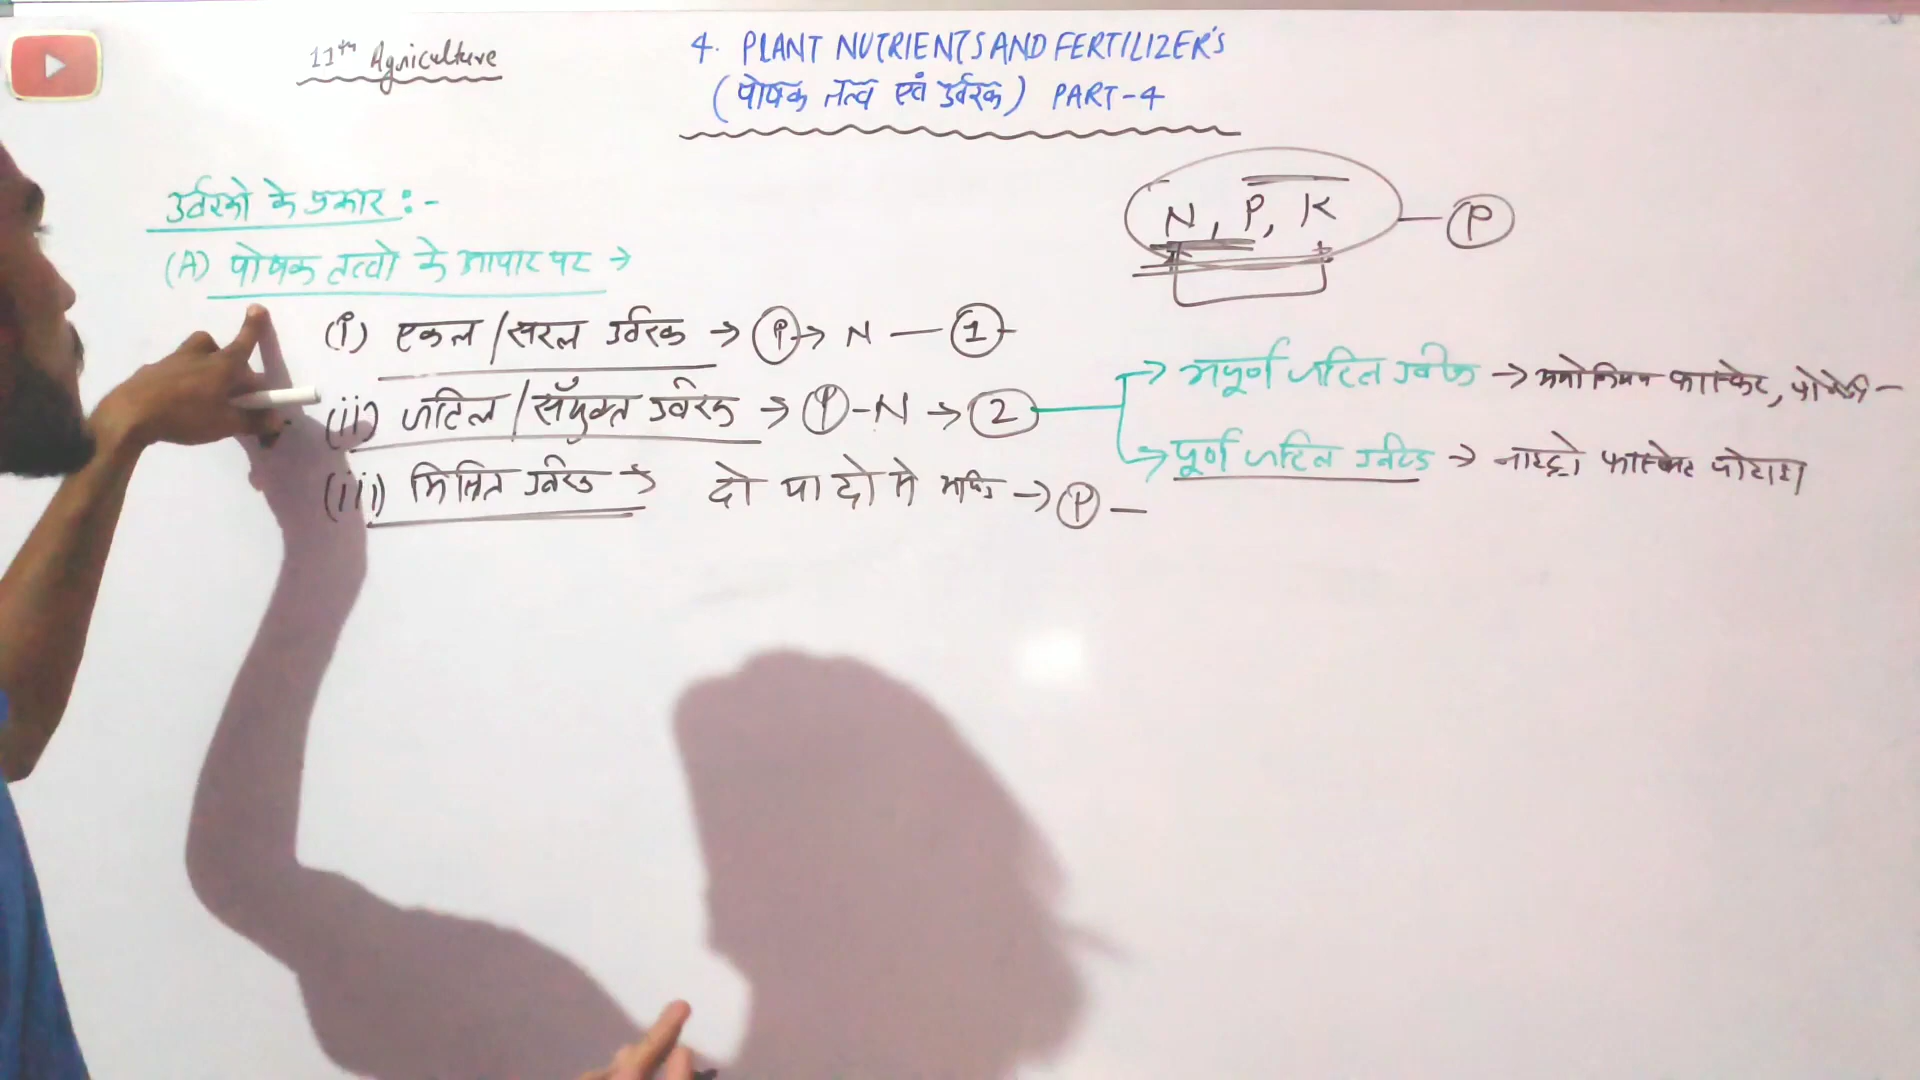 11th Agriculture
4. PLANT NUTRIENTS AND FERTILIZER'S
(पोषक तत्व एवं उर्वरक) PART-4
N, P, K — P
उर्वरको के प्रकार :-
(A) पोषक तत्वो के आधार पर →
(i) एकल/सरल उर्वरक → P → N — 1
(ii) जटिल/संयुक्त उर्वरक → P - N → 2
→ अपूर्ण जटिल उर्वरक → अमोनियम फास्फेट,
→ पूर्ण जटिल उर्वरक → नाइट्रो फास्फेट पोटाश
(iii) मिश्रित उर्वरक → दो या दो से अधिक → P —